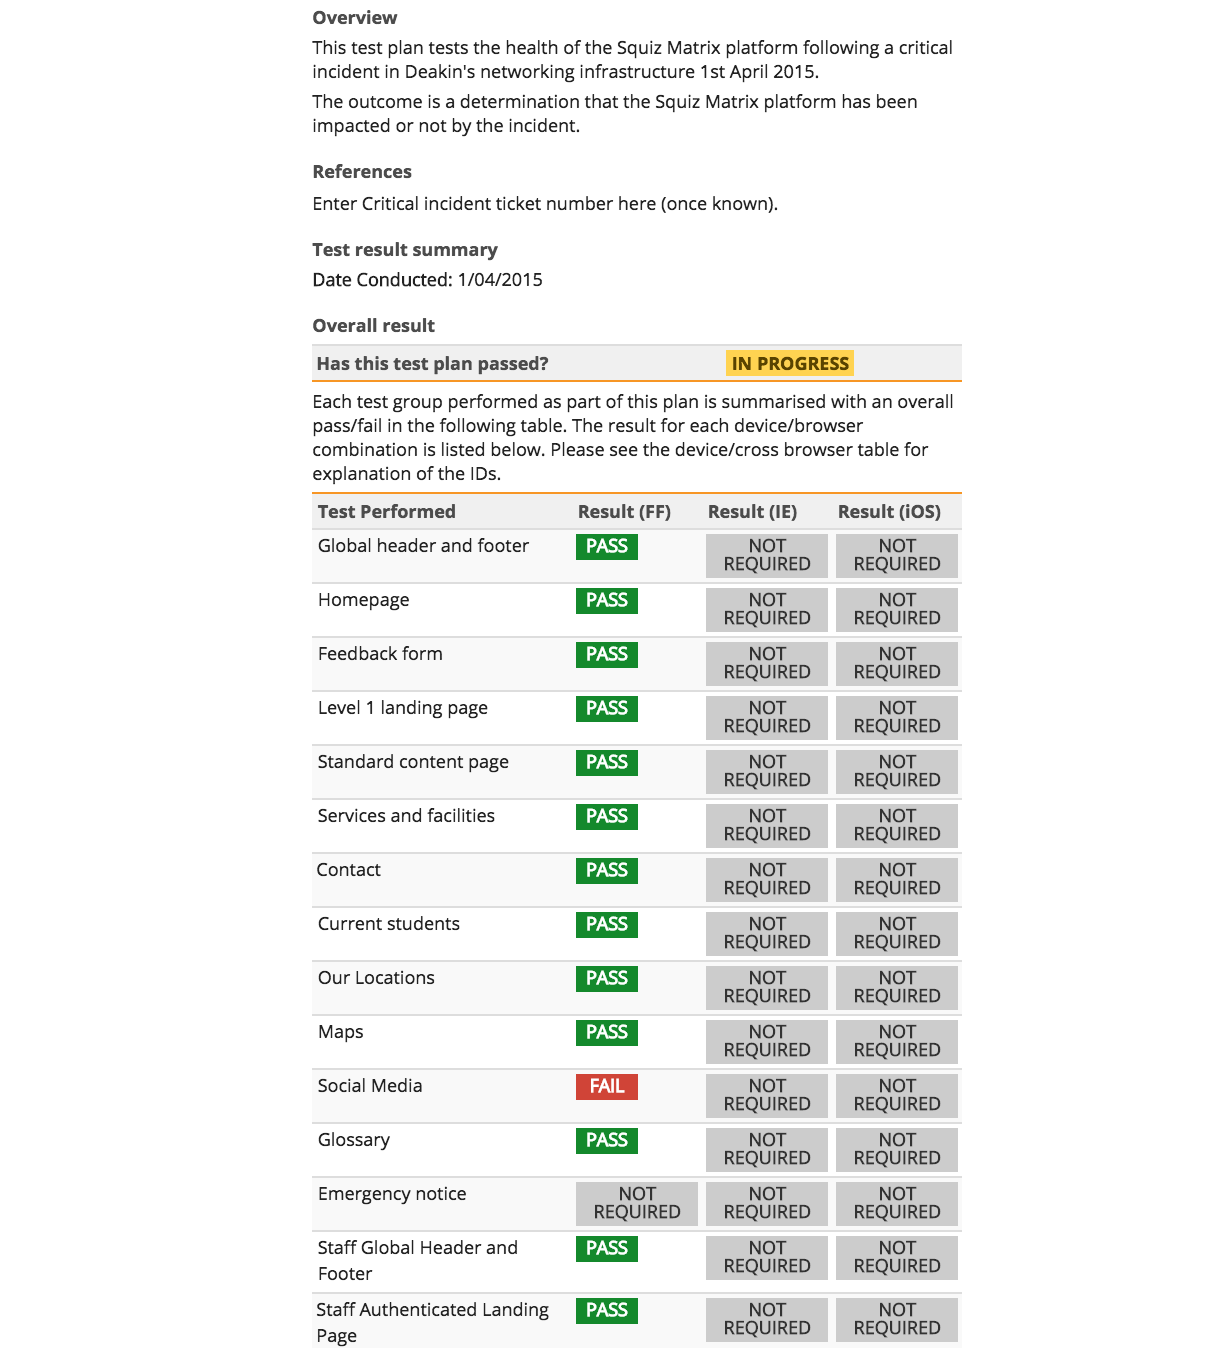 Overview
This test plan tests the health of the Squiz Matrix platform following a critical
incident in Deakin's networking infrastructure 1st April 2015.
The outcome is a determination that the Squiz Matrix platform has been
impacted or not by the incident.
References
Enter Critical incident ticket number here (once known).
Test result summary
Date Conducted: 1/04/2015
Overall result
Has this test plan passed? IN PROGRESS
Each test group performed as part of this plan is summarised with an overall
pass/fail in the following table. The result for each device/browser
combination is listed below. Please see the device/cross browser table for
explanation of the IDs.
Test Performed Result (FF) Result (IE) Result (iOS)
Global header and footer PASS NOT NOT
REQUIRED REQUIRED
Homepage PASS NOT NOT
REQUIRED REQUIRED
Feedback form PASS NOT NOT
REQUIRED REQUIRED
Level 1 landing page PASS NOT NOT
REQUIRED REQUIRED
Standard content page PASS NOT NOT
REQUIRED REQUIRED
Services and facilities PASS NOT NOT
REQUIRED REQUIRED
Contact PASS NOT NOT
REQUIRED REQUIRED
Current students PASS NOT NOT
REQUIRED REQUIRED
Our Locations PASS NOT NOT
REQUIRED REQUIRED
Maps PASS NOT NOT
REQUIRED REQUIRED
Social Media FAIL NOT NOT
REQUIRED REQUIRED
Glossary PASS NOT NOT
REQUIRED REQUIRED
Emergency notice NOT NOT NOT
REQUIRED REQUIRED REQUIRED
Staff Global Header and PASS NOT NOT
Footer REQUIRED REQUIRED
Staff Authenticated Landing PASS NOT NOT
Page REQUIRED REQUIRED